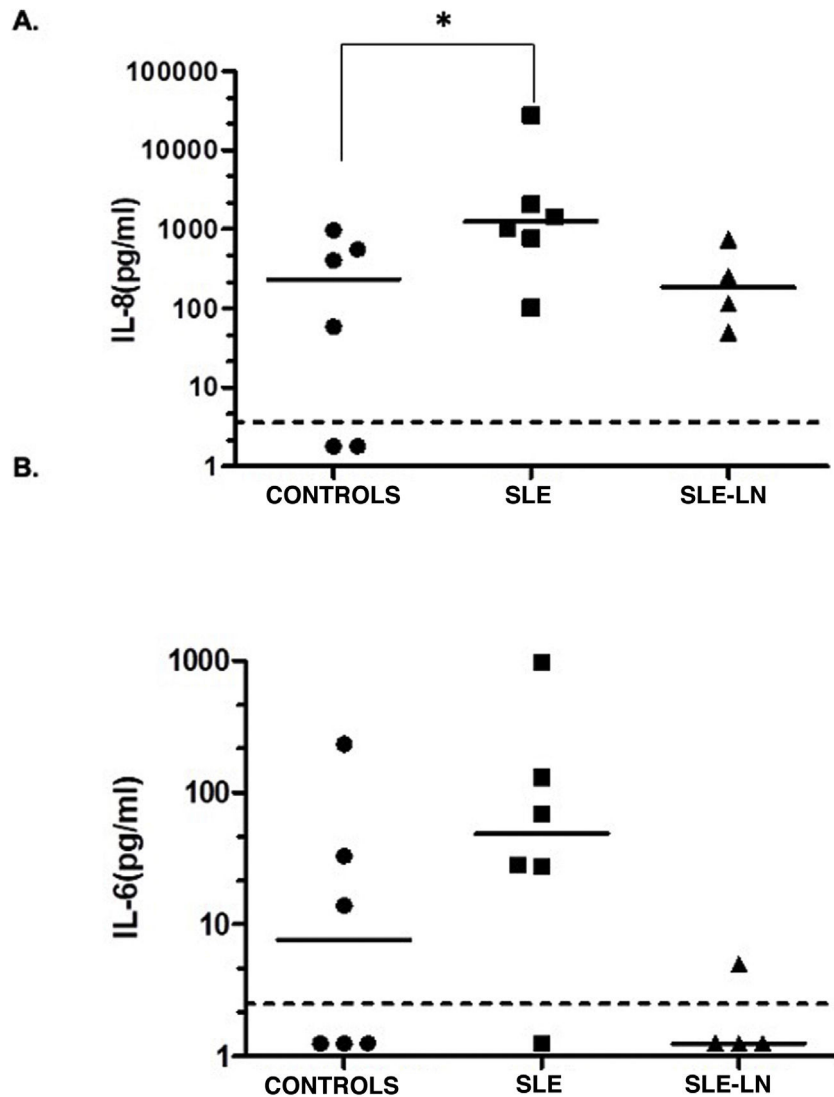 A.
*
100000
10000
1000
100
10
1
IL-8(pg/ml)
CONTROLS SLE SLE-LN
B.
1000
100
10
1
IL-6(pg/ml)
CONTROLS SLE SLE-LN